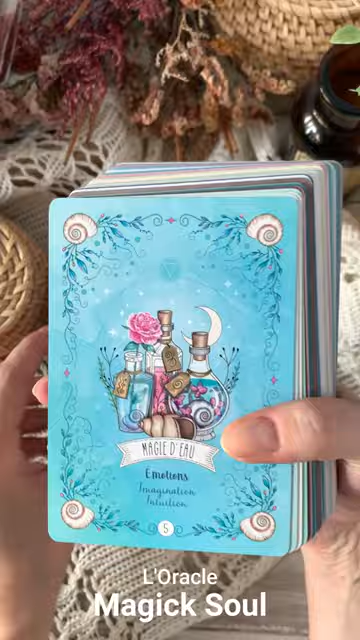 MAGIE D'EAU
Émotions
Imagination
Intuition
5
L'Oracle
Magick Soul